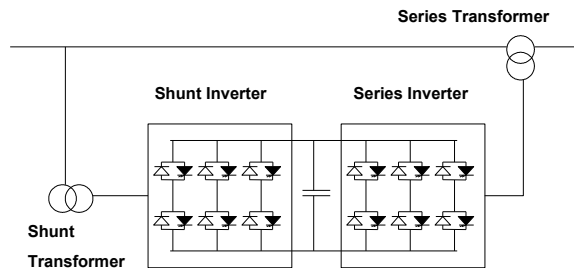 Series Transformer
Shunt Inverter
Series Inverter
Shunt
Transformer